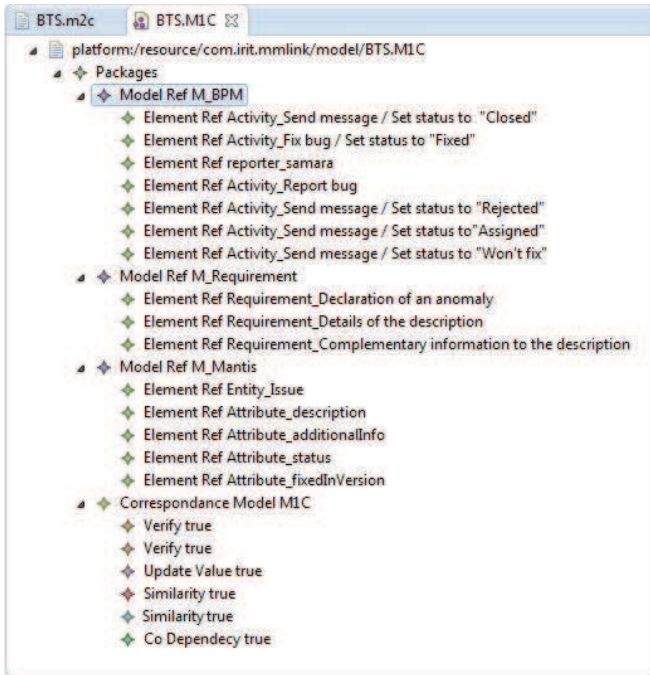 BTS.m2c BTS.M1C
platform:/resource/com.irit.mmlink/model/BTS.M1C
Packages
Model Ref M_BPM
Element Ref Activity_Send message / Set status to "Closed"
Element Ref Activity_Fix bug / Set status to "Fixed"
Element Ref reporter_samara
Element Ref Activity_Report bug
Element Ref Activity_Send message / Set status to "Rejected"
Element Ref Activity_Send message / Set status to"Assigned"
Element Ref Activity_Send message / Set status to "Won't fix"
Model Ref M_Requirement
Element Ref Requirement_Declaration of an anomaly
Element Ref Requirement_Details of the description
Element Ref Requirement_Complementary information to the description
Model Ref M_Mantis
Element Ref Entity_Issue
Element Ref Attribute_description
Element Ref Attribute_additionalInfo
Element Ref Attribute_status
Element Ref Attribute_fixedInVersion
Correspondance Model M1C
Verify true
Verify true
Update Value true
Similarity true
Similarity true
Co Dependecy true